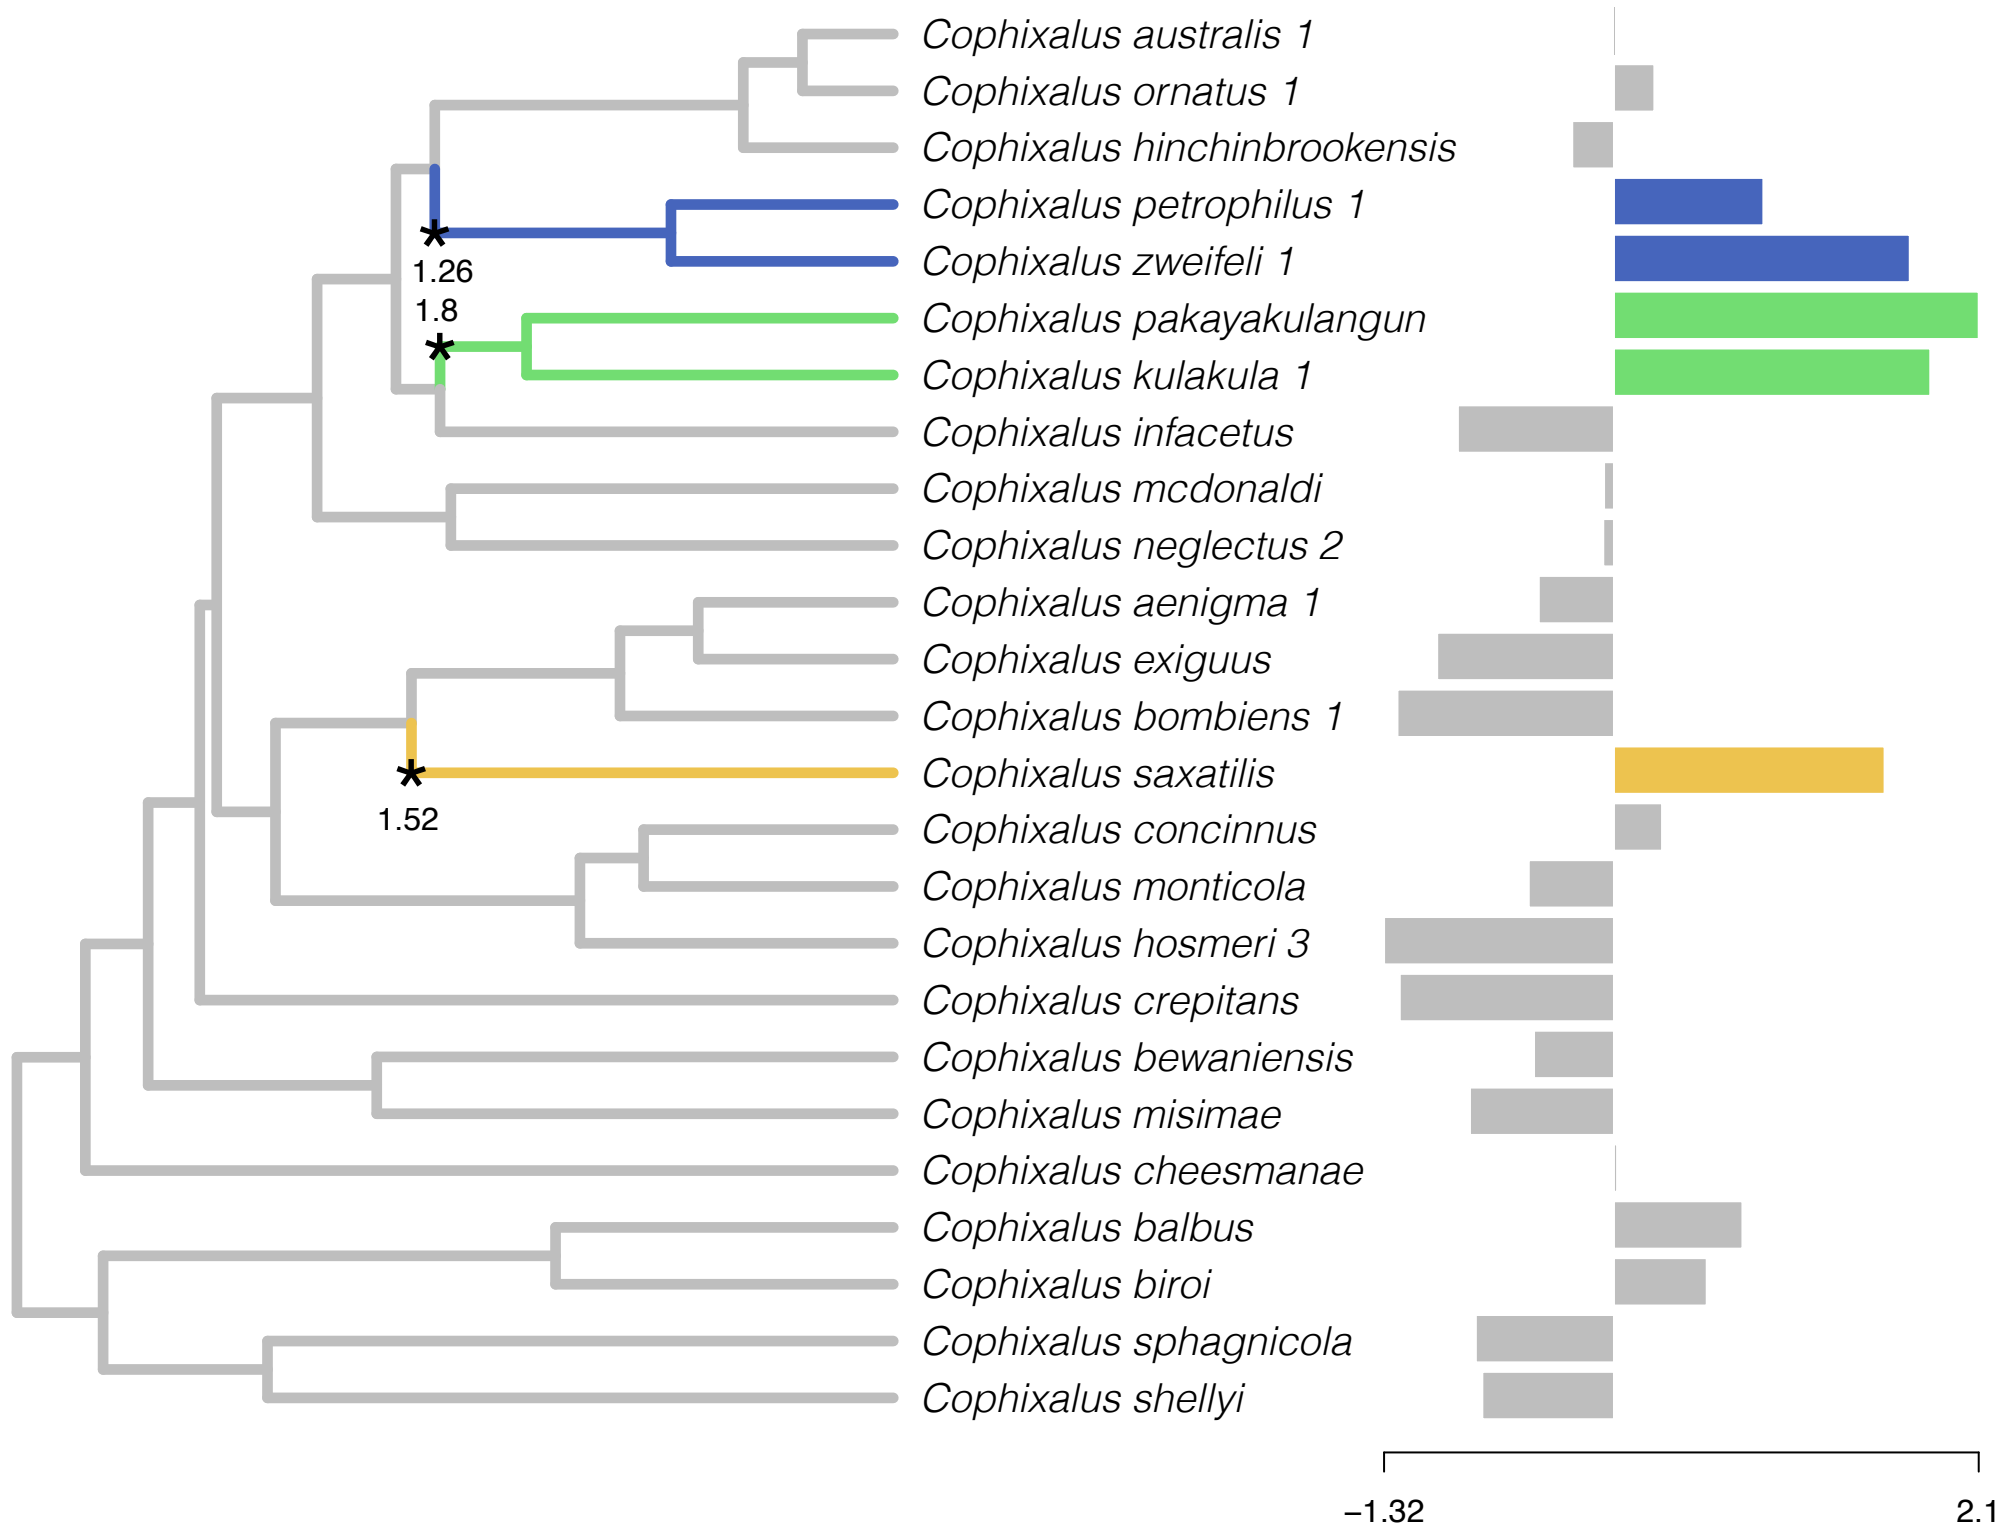 Cophixalus australis 1
Cophixalus ornatus 1
Cophixalus hinchinbrookensis
Cophixalus petrophilus 1
*
Cophixalus zweifeli 1
1.26
1.8
Cophixalus pakayakulangun
*
Cophixalus kulakula 1
Cophixalus infacetus
Cophixalus mcdonaldi
Cophixalus neglectus 2
Cophixalus aenigma 1
Cophixalus exiguus
Cophixalus bombiens 1
*
Cophixalus saxatilis
1.52
Cophixalus concinnus
Cophixalus monticola
Cophixalus hosmeri 3
Cophixalus crepitans
Cophixalus bewaniensis
Cophixalus misimae
Cophixalus cheesmanae
Cophixalus balbus
Cophixalus biroi
Cophixalus sphagnicola
Cophixalus shellyi
−1.32
2.1